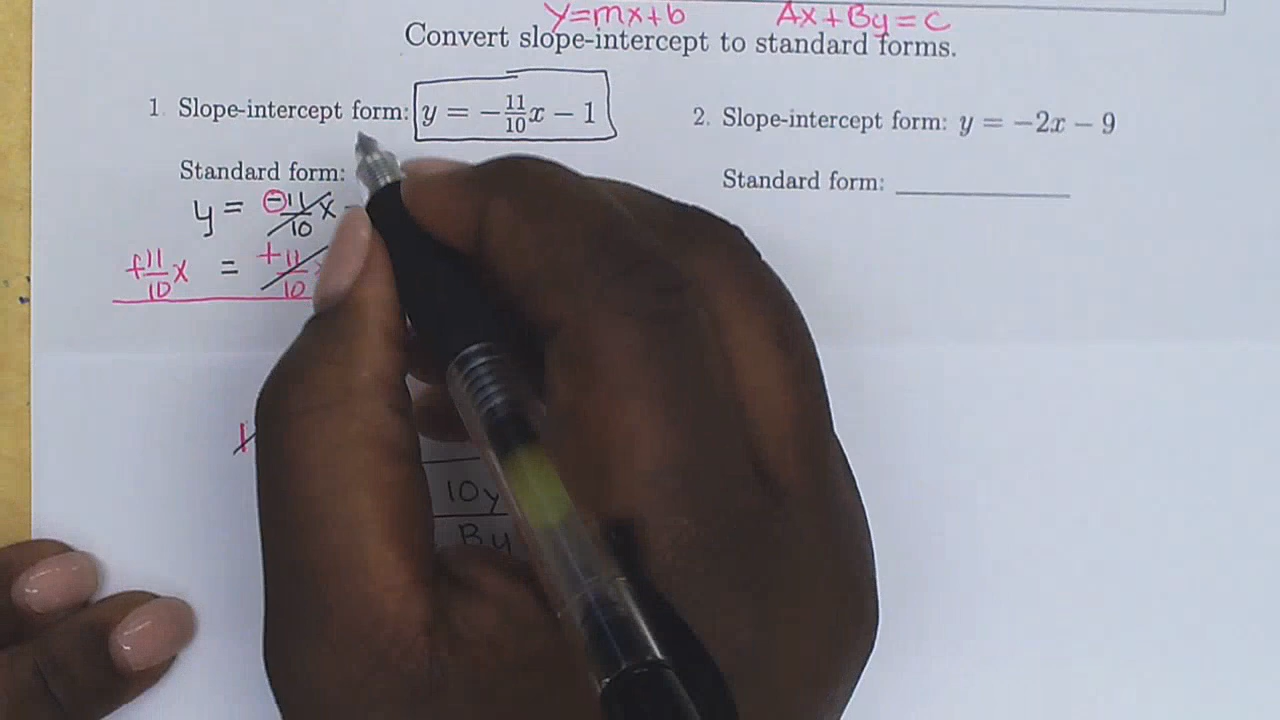 y=mx+b Ax+By=C
Convert slope-intercept to standard forms.
1. Slope-intercept form: y = −11/10x − 1
Standard form:
y = −11/10 x −
+11/10 x = +11/10
10y
By
2. Slope-intercept form: y = −2x − 9
Standard form: ____________